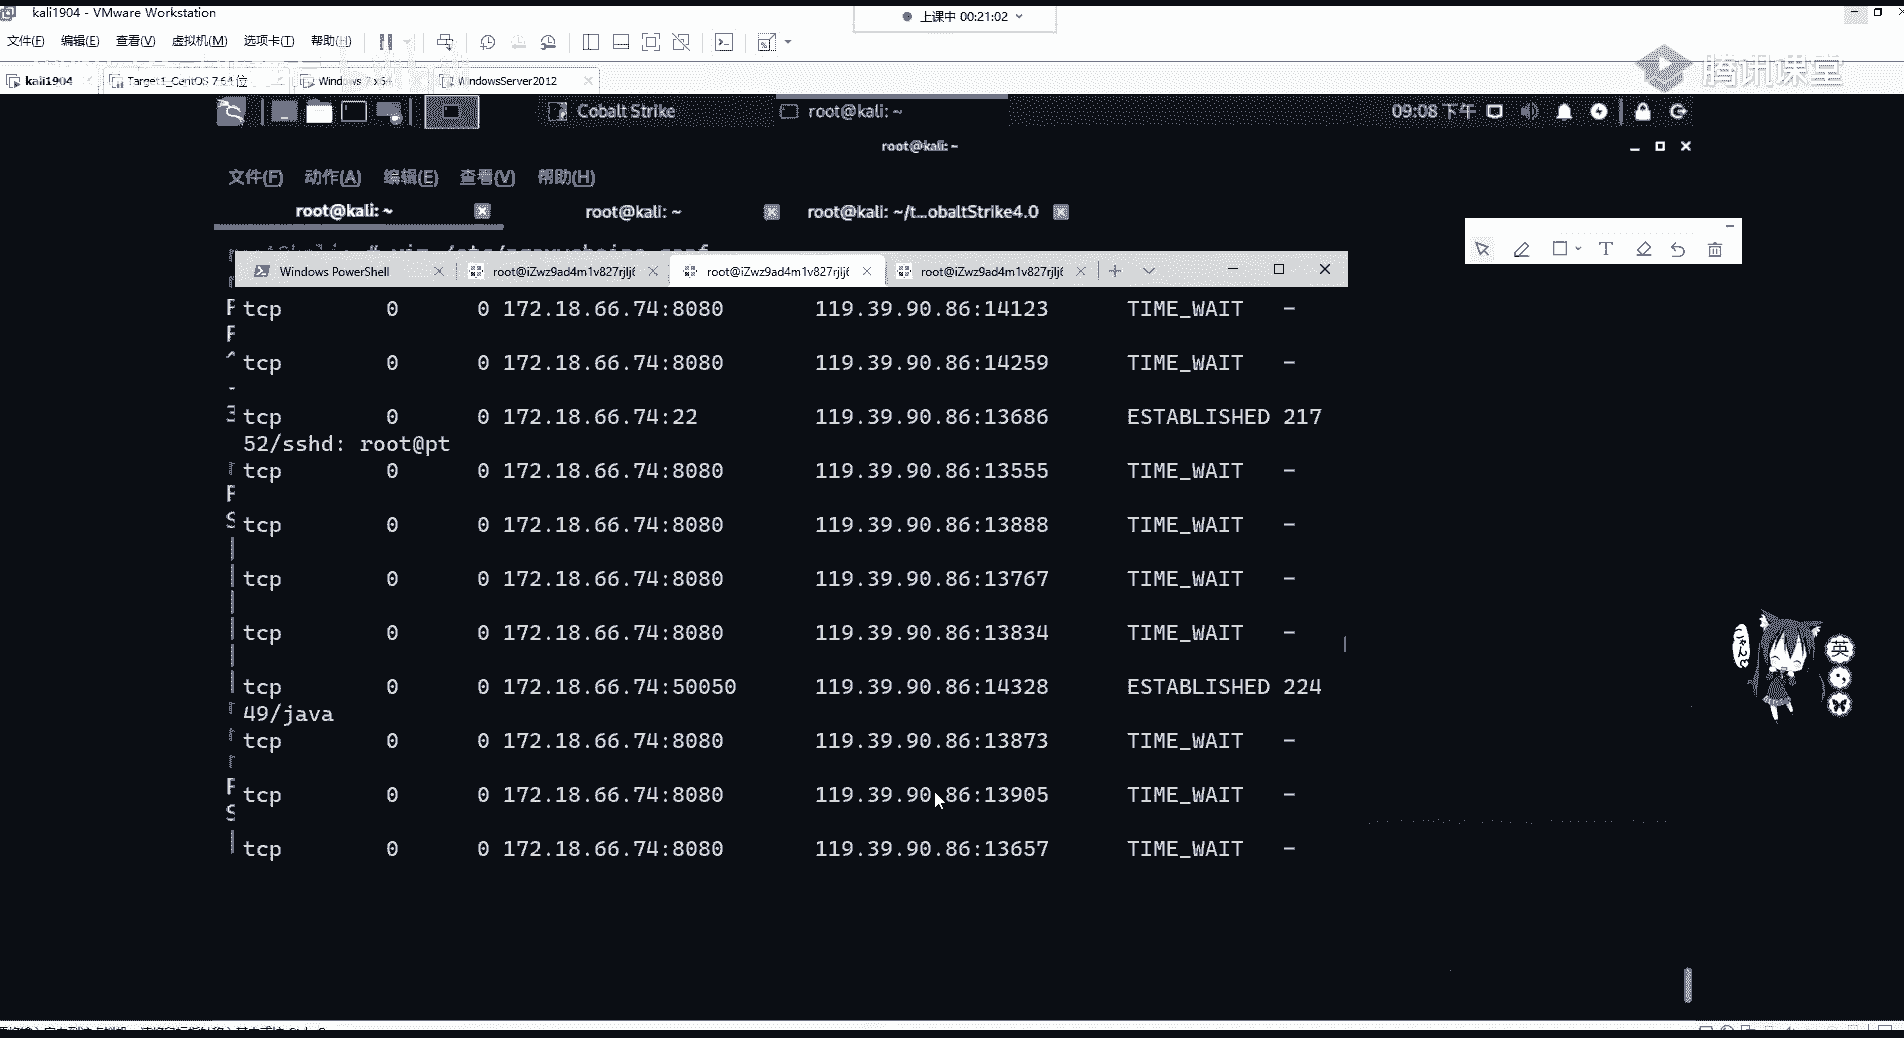 kali1904 - VMware Workstation
上课中 00:21:02
文件(F) 编辑(E) 查看(V) 虚拟机(M) 选项卡(T) 帮助(H)
kali1904 Target1_CentOS 7 64 位 Windows 7 x64 WindowsServer2012
腾讯课堂
Cobalt Strike root@kali: ~ 09:08 下午
root@kali: ~
文件(F) 动作(A) 编辑(E) 查看(V) 帮助(H)
root@kali: ~ root@kali: ~ root@kali: ~/t...obaltStrike4.0
Windows PowerShell root@iZwz9ad4m1v827rjlj6 root@iZwz9ad4m1v827rjlj6 root@iZwz9ad4m1v827rjlj6
tcp 0 0 172.18.66.74:8080 119.39.90.86:14123 TIME_WAIT -
tcp 0 0 172.18.66.74:8080 119.39.90.86:14259 TIME_WAIT -
tcp 0 0 172.18.66.74:22 119.39.90.86:13686 ESTABLISHED 217
52/sshd: root@pt
tcp 0 0 172.18.66.74:8080 119.39.90.86:13555 TIME_WAIT -
tcp 0 0 172.18.66.74:8080 119.39.90.86:13888 TIME_WAIT -
tcp 0 0 172.18.66.74:8080 119.39.90.86:13767 TIME_WAIT -
tcp 0 0 172.18.66.74:8080 119.39.90.86:13834 TIME_WAIT -
tcp 0 0 172.18.66.74:50050 119.39.90.86:14328 ESTABLISHED 224
49/java
tcp 0 0 172.18.66.74:8080 119.39.90.86:13873 TIME_WAIT -
tcp 0 0 172.18.66.74:8080 119.39.90.86:13905 TIME_WAIT -
tcp 0 0 172.18.66.74:8080 119.39.90.86:13657 TIME_WAIT -
英